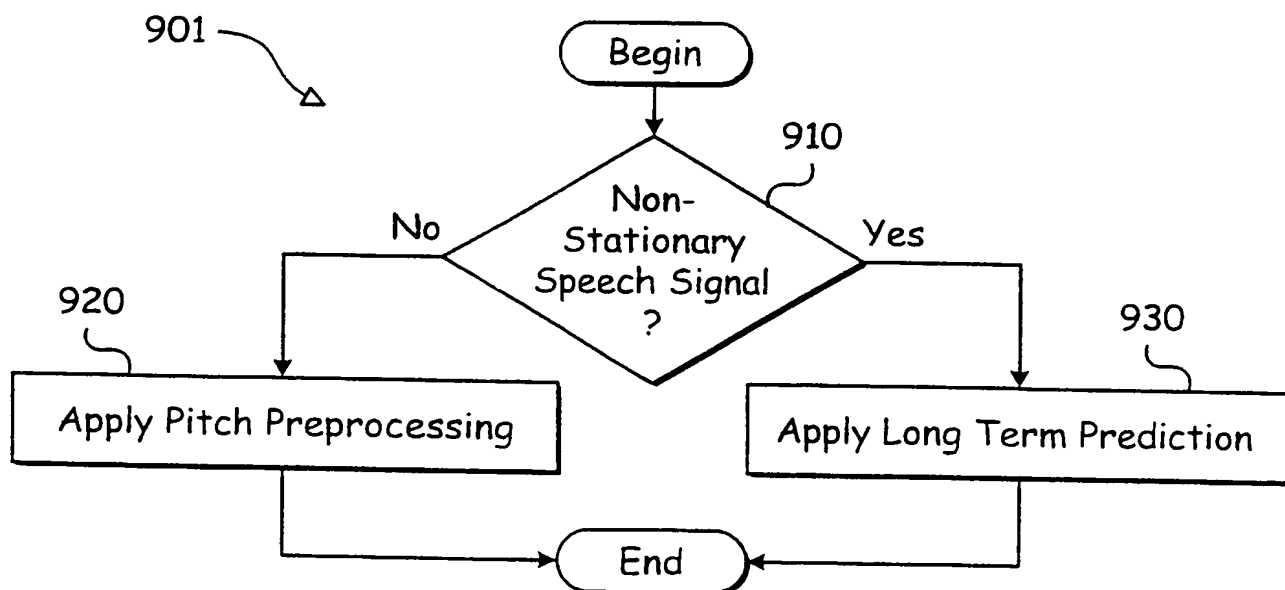 901
Begin
910
Non-
Stationary
Speech Signal
?
No
Yes
920
930
Apply Pitch Preprocessing
Apply Long Term Prediction
End